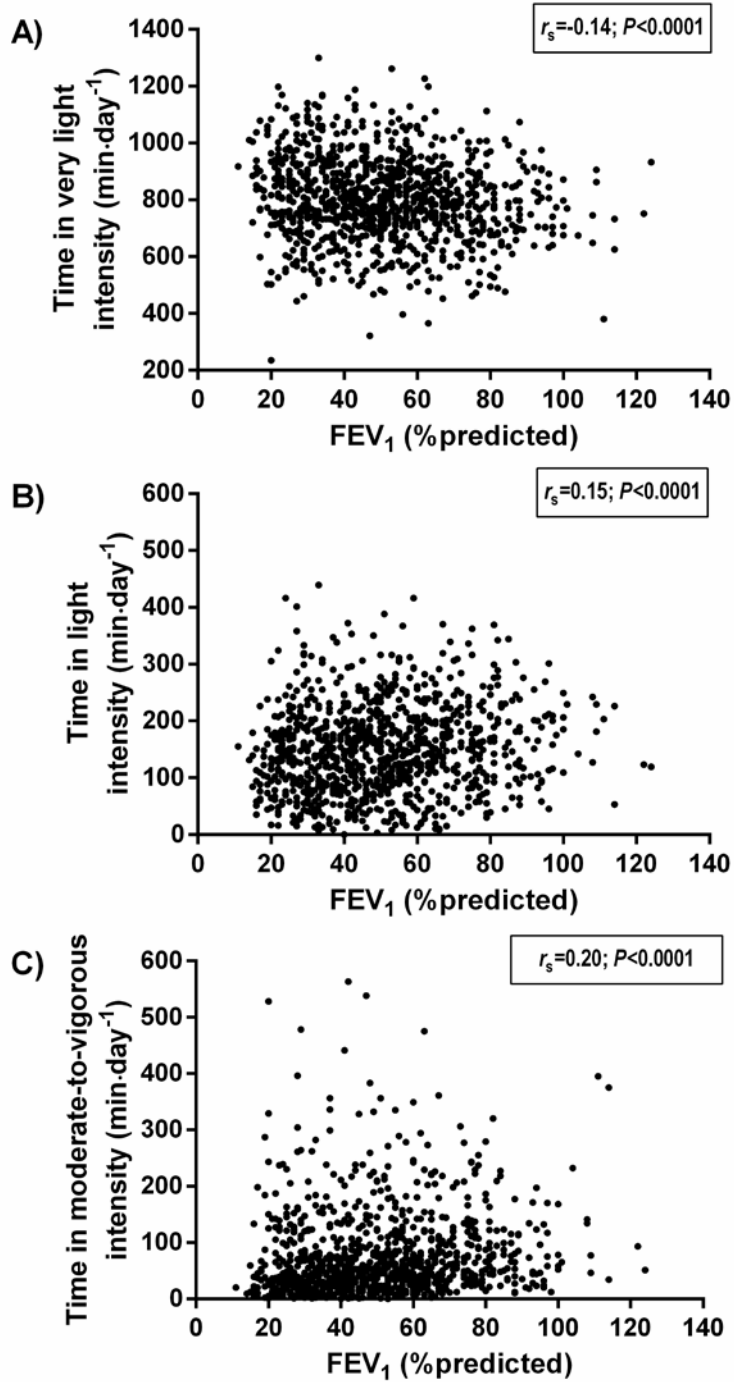 A)
rs=-0.14; P<0.0001
Time in very light
intensity (min·day-1)
1400
1200
1000
800
600
400
200
0 20 40 60 80 100 120 140
FEV1 (%predicted)
B)
rs=0.15; P<0.0001
Time in light
intensity (min·day-1)
600
500
400
300
200
100
0
0 20 40 60 80 100 120 140
FEV1 (%predicted)
C)
rs=0.20; P<0.0001
Time in moderate-to-vigorous
intensity (min·day-1)
600
500
400
300
200
100
0
0 20 40 60 80 100 120 140
FEV1 (%predicted)